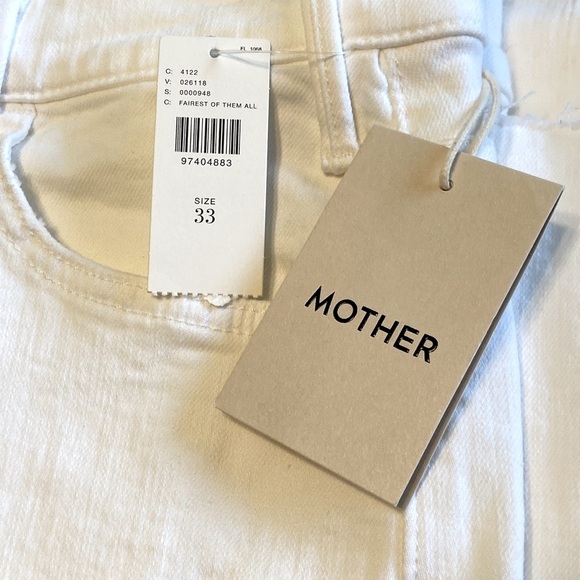 C: 4122
V: 026118
S: 0000948
C: FAIREST OF THEM ALL
97404883
SIZE
33
MOTHER